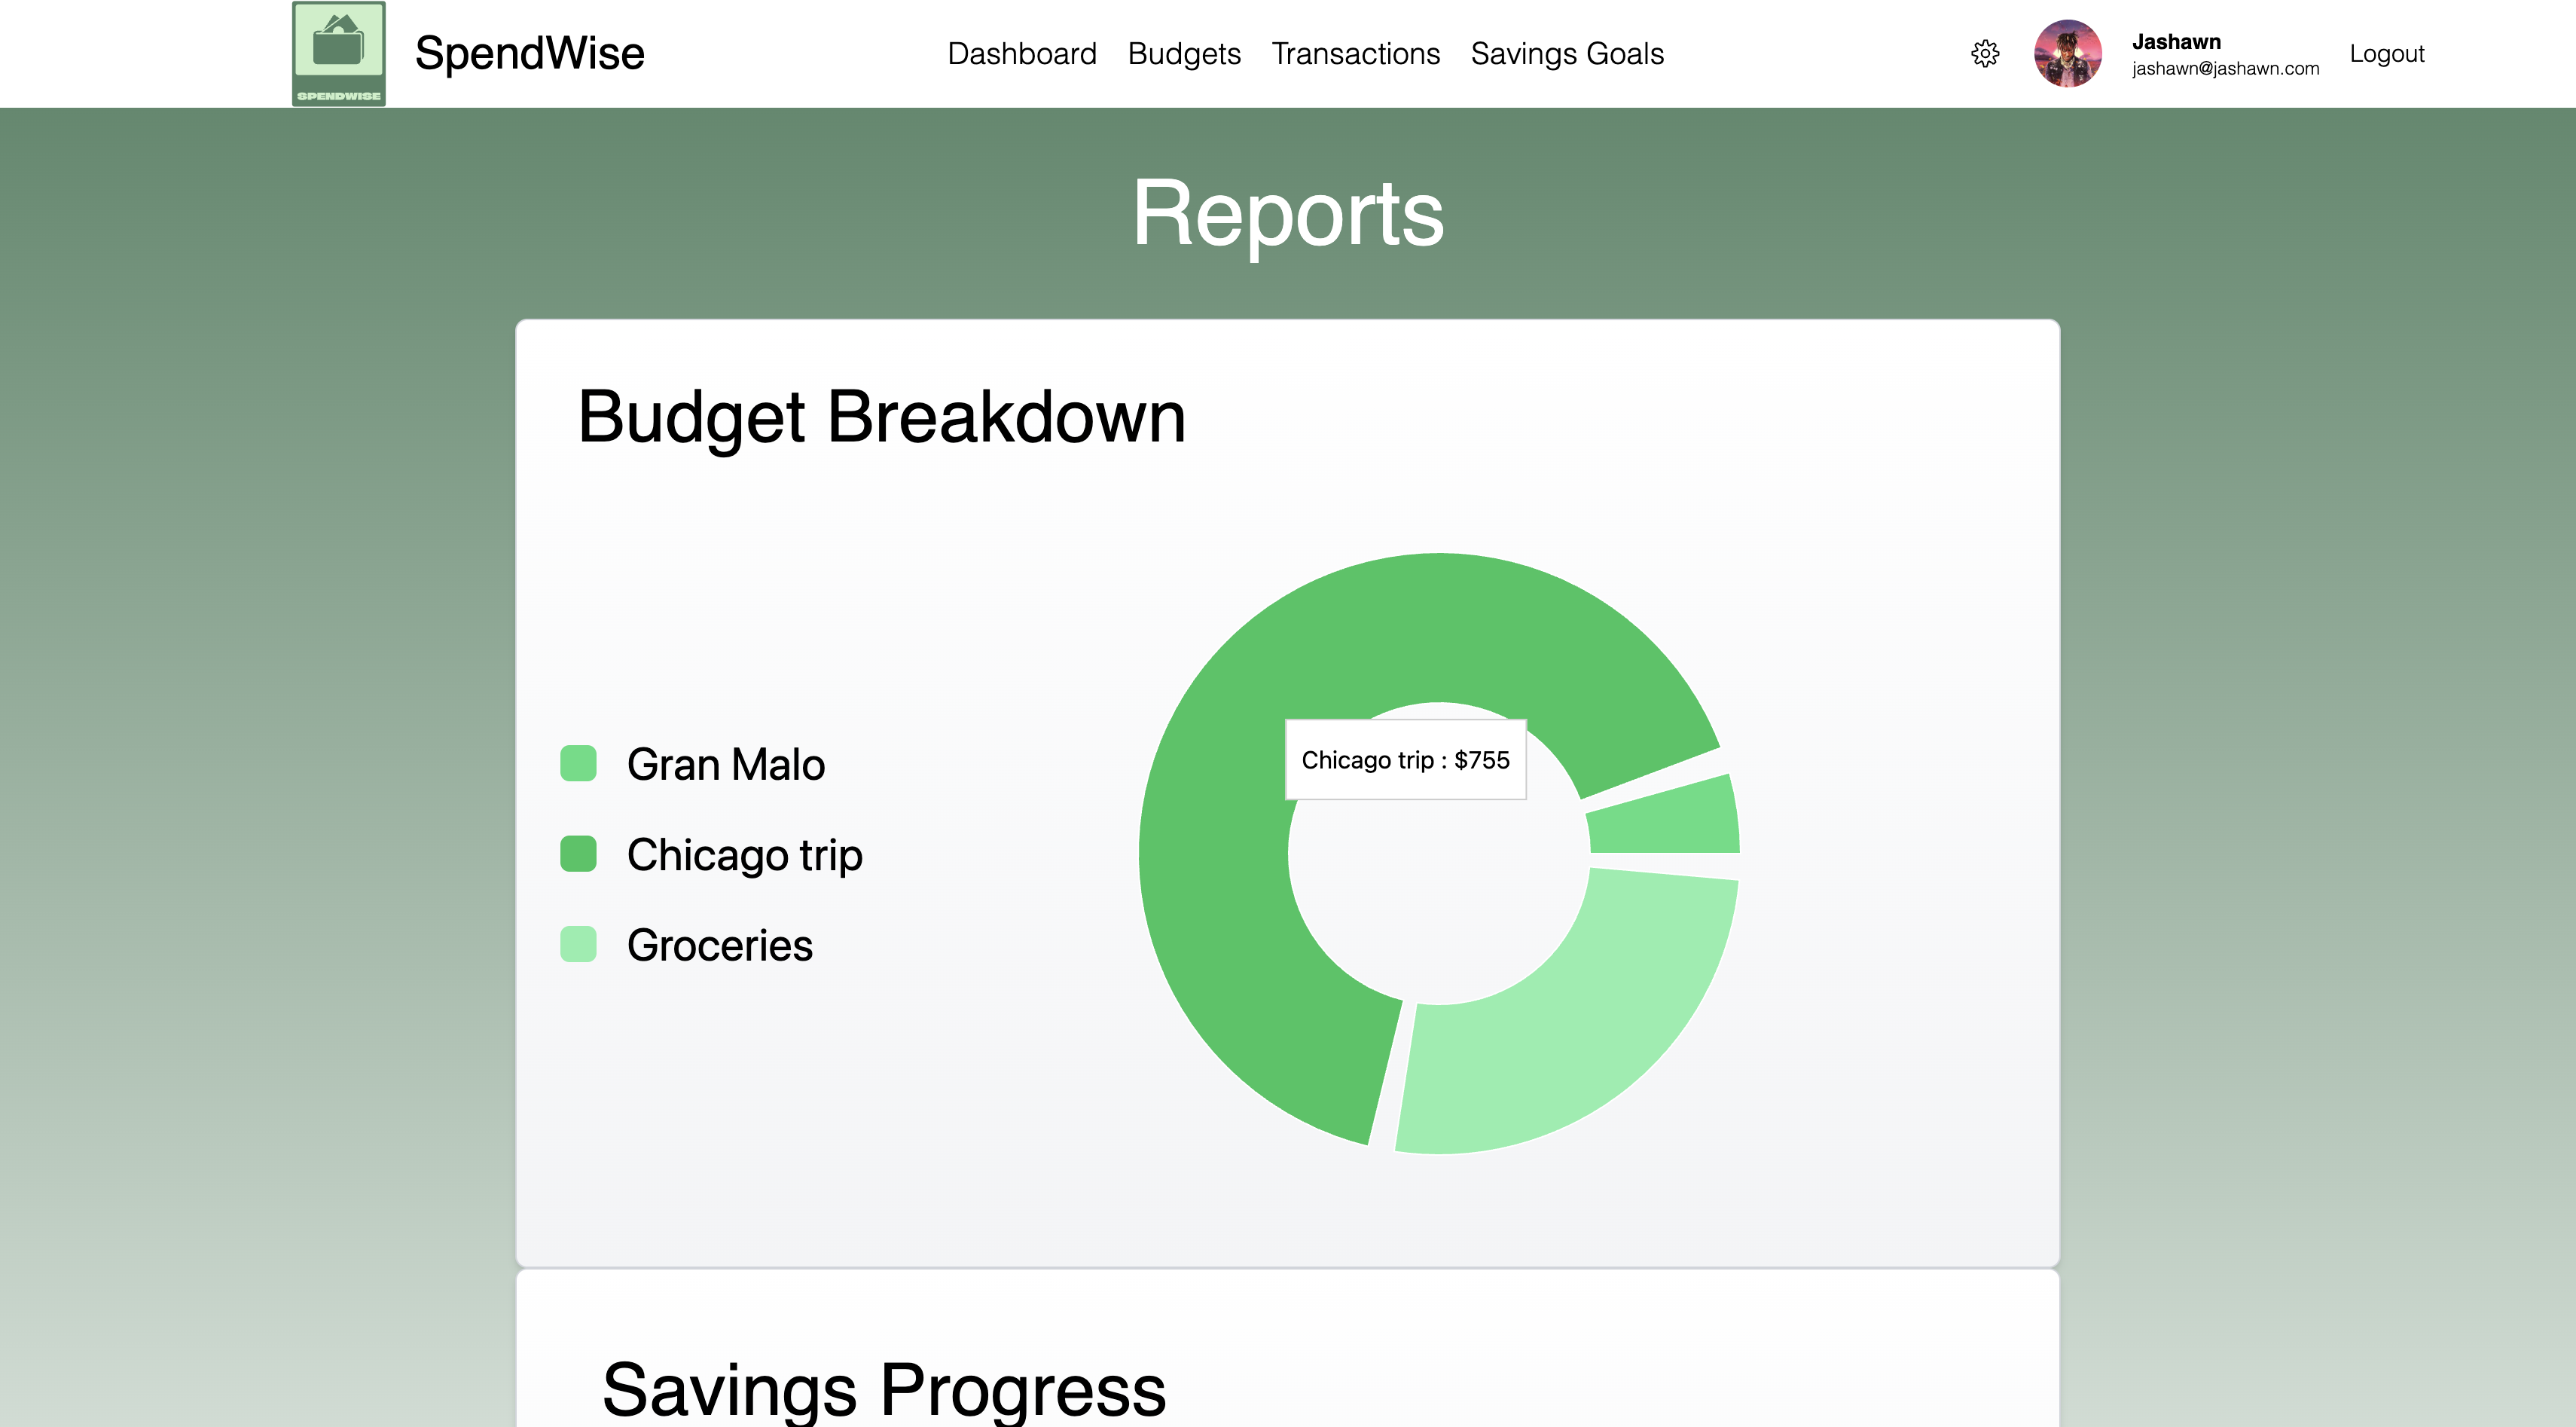 SPENDWISE
SpendWise
Dashboard Budgets Transactions Savings Goals
Jashawn
jashawn@jashawn.com
Logout
Reports
Budget Breakdown
Gran Malo
Chicago trip
Groceries
Chicago trip : $755
Savings Progress